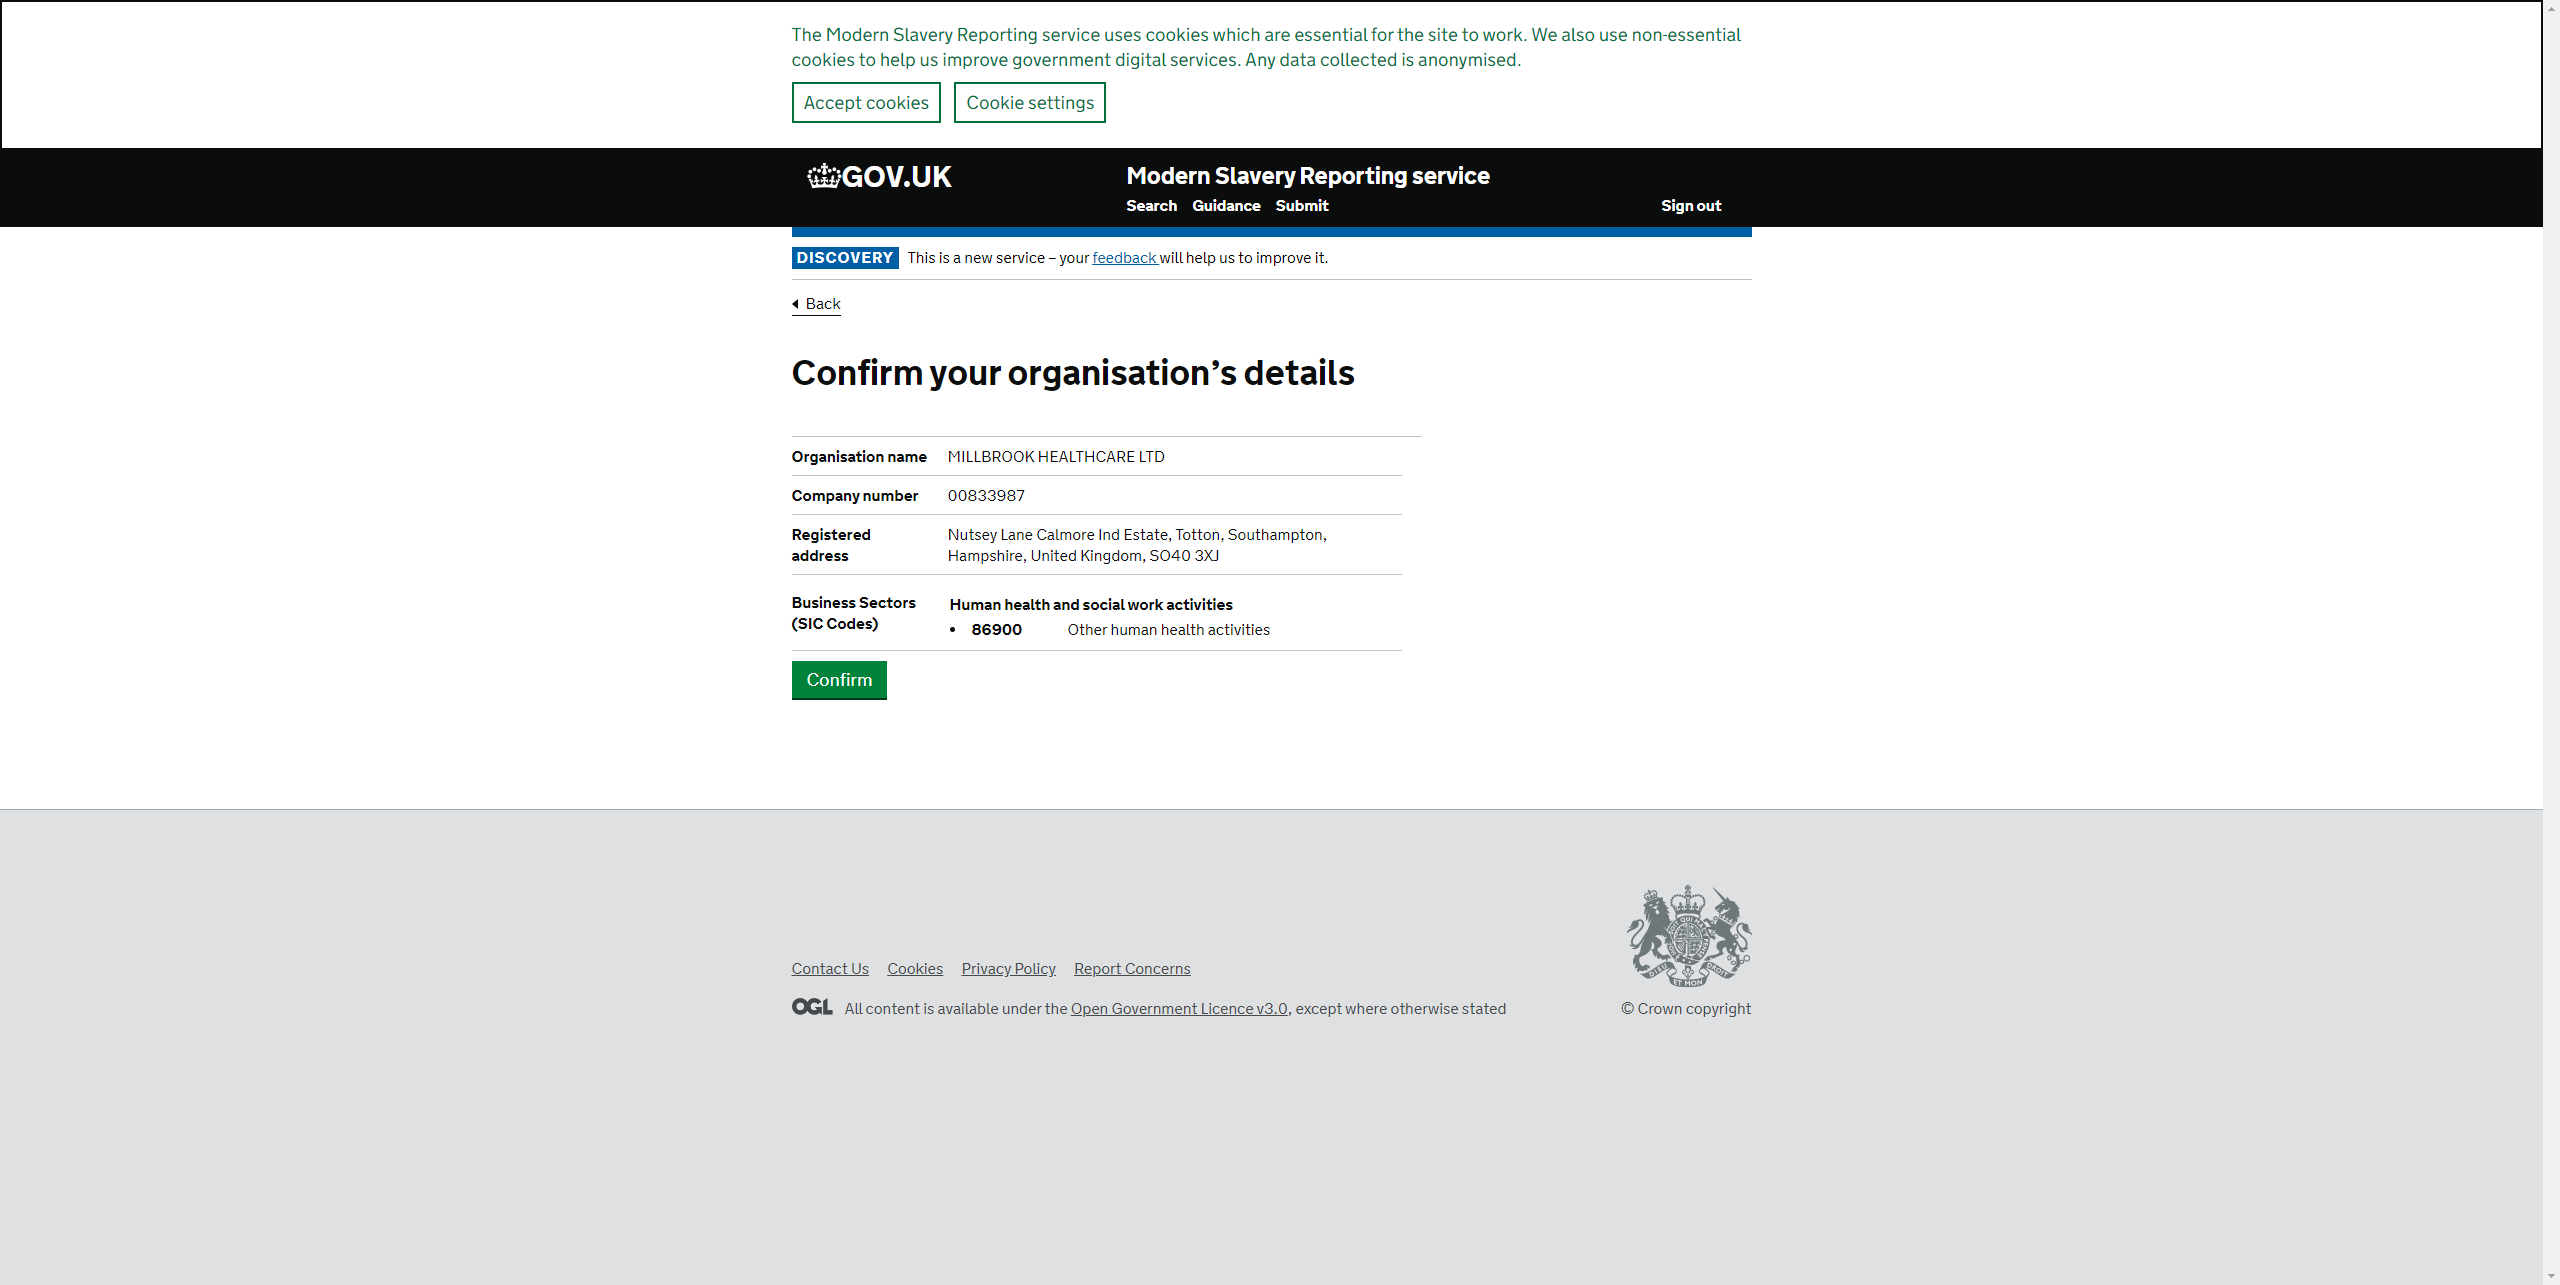 The Modern Slavery Reporting service uses cookies which are essential for the site to work. We also use non-essential
cookies to help us improve government digital services. Any data collected is anonymised.
Accept cookies Cookie settings
GOV.UK
Modern Slavery Reporting service
Search Guidance Submit Sign out
DISCOVERY This is a new service – your feedback will help us to improve it.
Back
Confirm your organisation’s details
Organisation name MILLBROOK HEALTHCARE LTD
Company number 00833987
Registered
address
Nutsey Lane Calmore Ind Estate, Totton, Southampton,
Hampshire, United Kingdom, SO40 3XJ
Business Sectors
(SIC Codes)
Human health and social work activities
• 86900 Other human health activities
Confirm
Contact Us Cookies Privacy Policy Report Concerns
OGL All content is available under the Open Government Licence v3.0, except where otherwise stated
DIEU ET MON DROIT
© Crown copyright